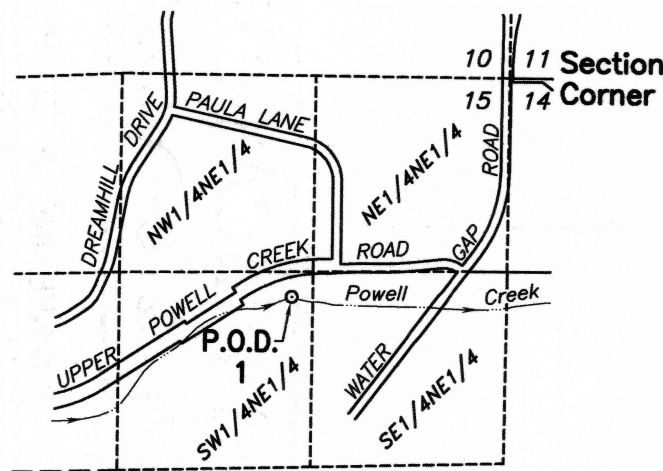 10 11 Section
15 14 Corner
PAULA LANE
DREAMHILL DRIVE
NW1/4NE1/4
NE1/4NE1/4
WATER GAP ROAD
UPPER POWELL CREEK ROAD
Powell Creek
P.O.D.
1
SW1/4NE1/4
SE1/4NE1/4